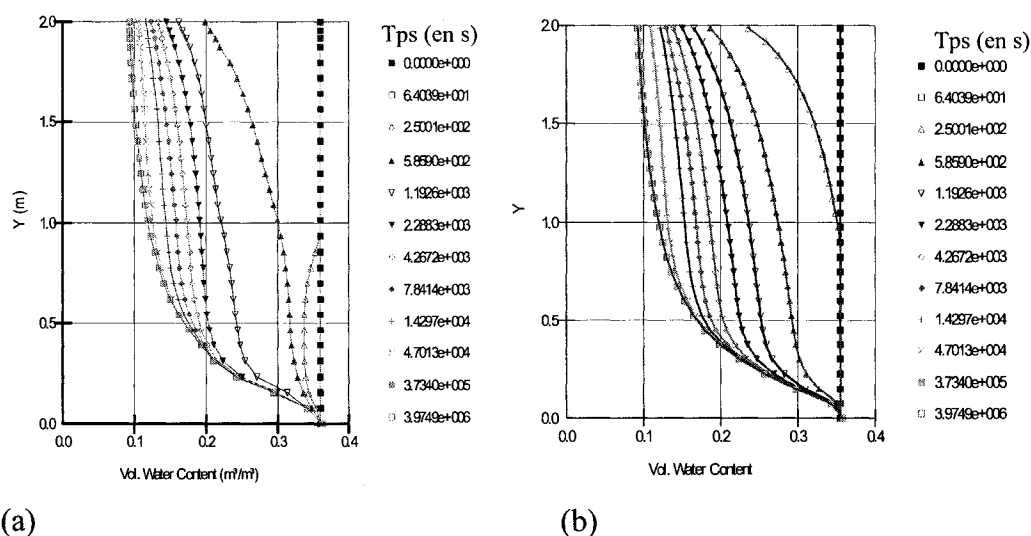 2.0
1.5
1.0
0.5
0.0
Y (m)
0.0 0.1 0.2 0.3 0.4
Vol. Water Content (m³/m³)
Tps (en s)
0.0000e+000
6.4039e+001
2.5001e+002
5.8590e+002
1.1926e+003
2.2883e+003
4.2672e+003
7.8414e+003
1.4297e+004
4.7013e+004
3.7340e+005
3.9749e+006
(a)
2.0
1.5
1.0
0.5
0.0
Y
0.0 0.1 0.2 0.3 0.4
Vol. Water Content
Tps (en s)
0.0000e+000
6.4039e+001
2.5001e+002
5.8590e+002
1.1926e+003
2.2883e+003
4.2672e+003
7.8414e+003
1.4297e+004
4.7013e+004
3.7340e+005
3.9749e+006
(b)